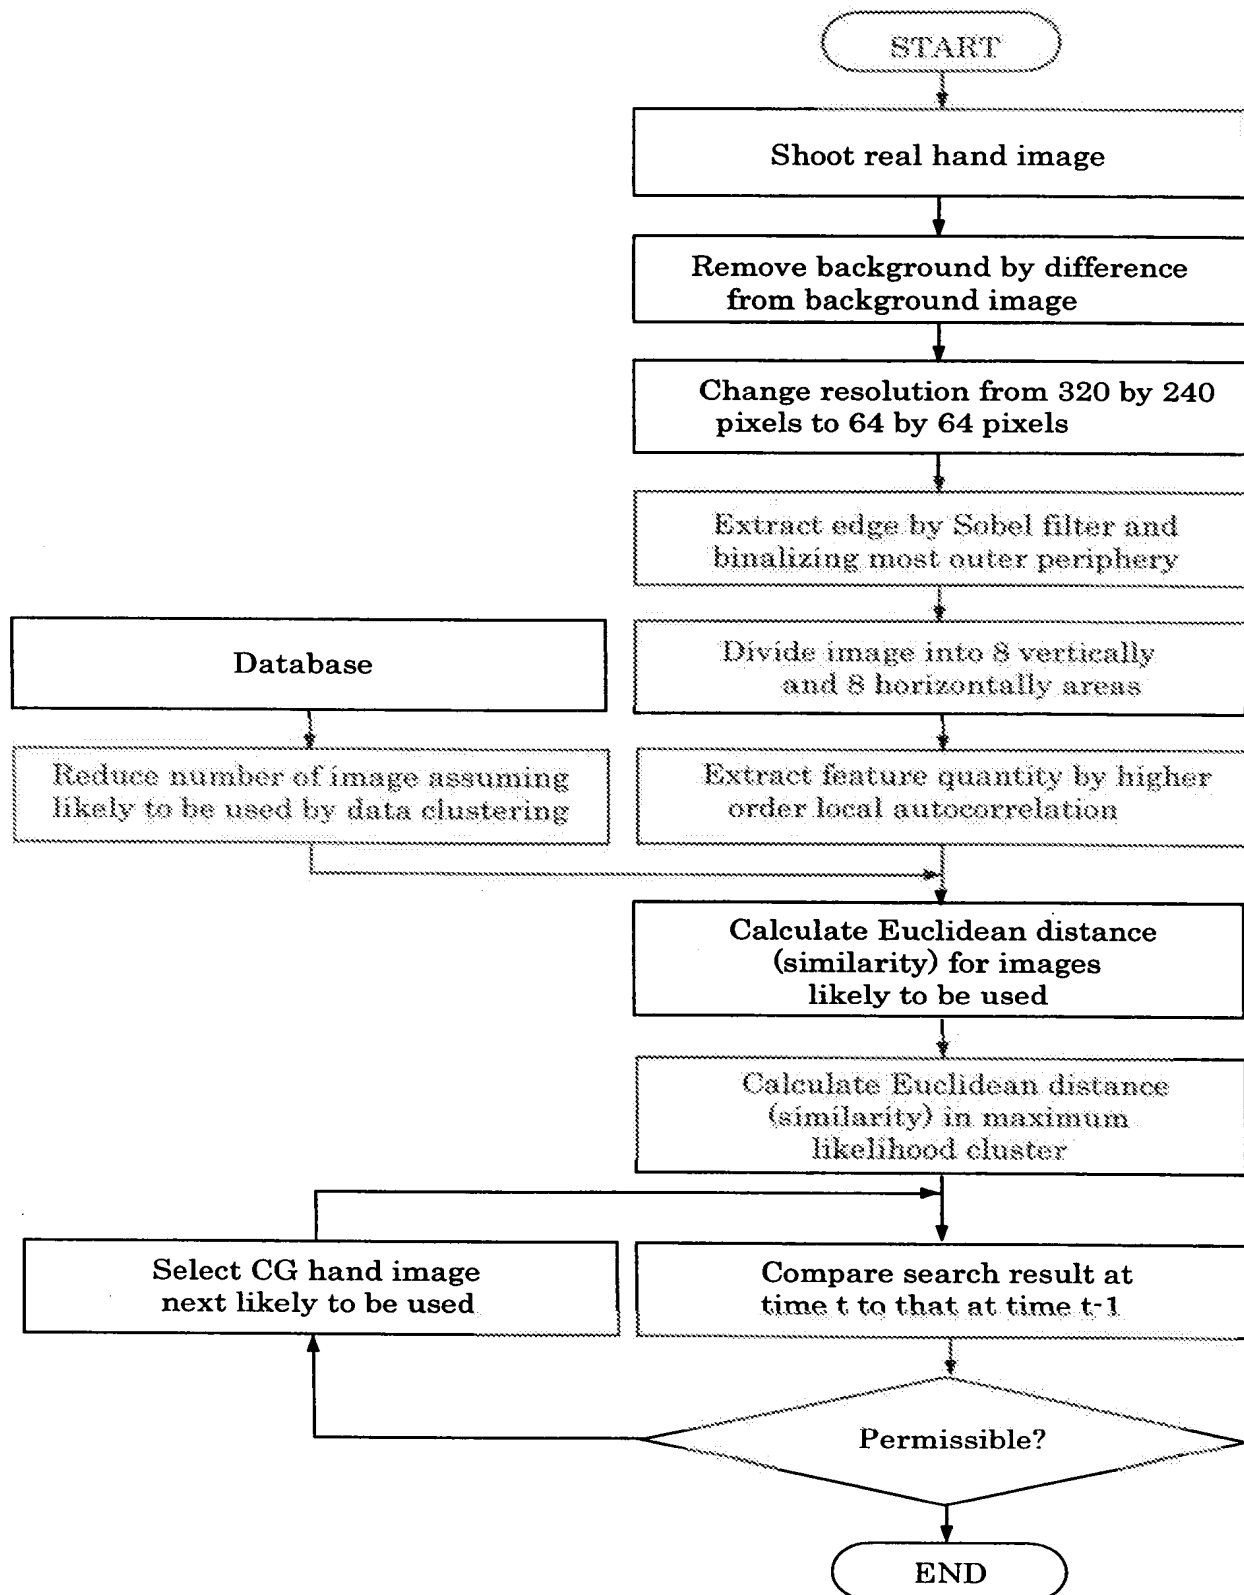 START
Shoot real hand image
Remove background by difference
from background image
Change resolution from 320 by 240
pixels to 64 by 64 pixels
Extract edge by Sobel filter and
binalizing most outer periphery
Database
Divide image into 8 vertically
and 8 horizontally areas
Reduce number of image assuming
likely to be used by data clustering
Extract feature quantity by higher
order local autocorrelation
Calculate Euclidean distance
(similarity) for images
likely to be used
Calculate Euclidean distance
(similarity) in maximum
likelihood cluster
Select CG hand image
next likely to be used
Compare search result at
time t to that at time t-1
Permissible?
END